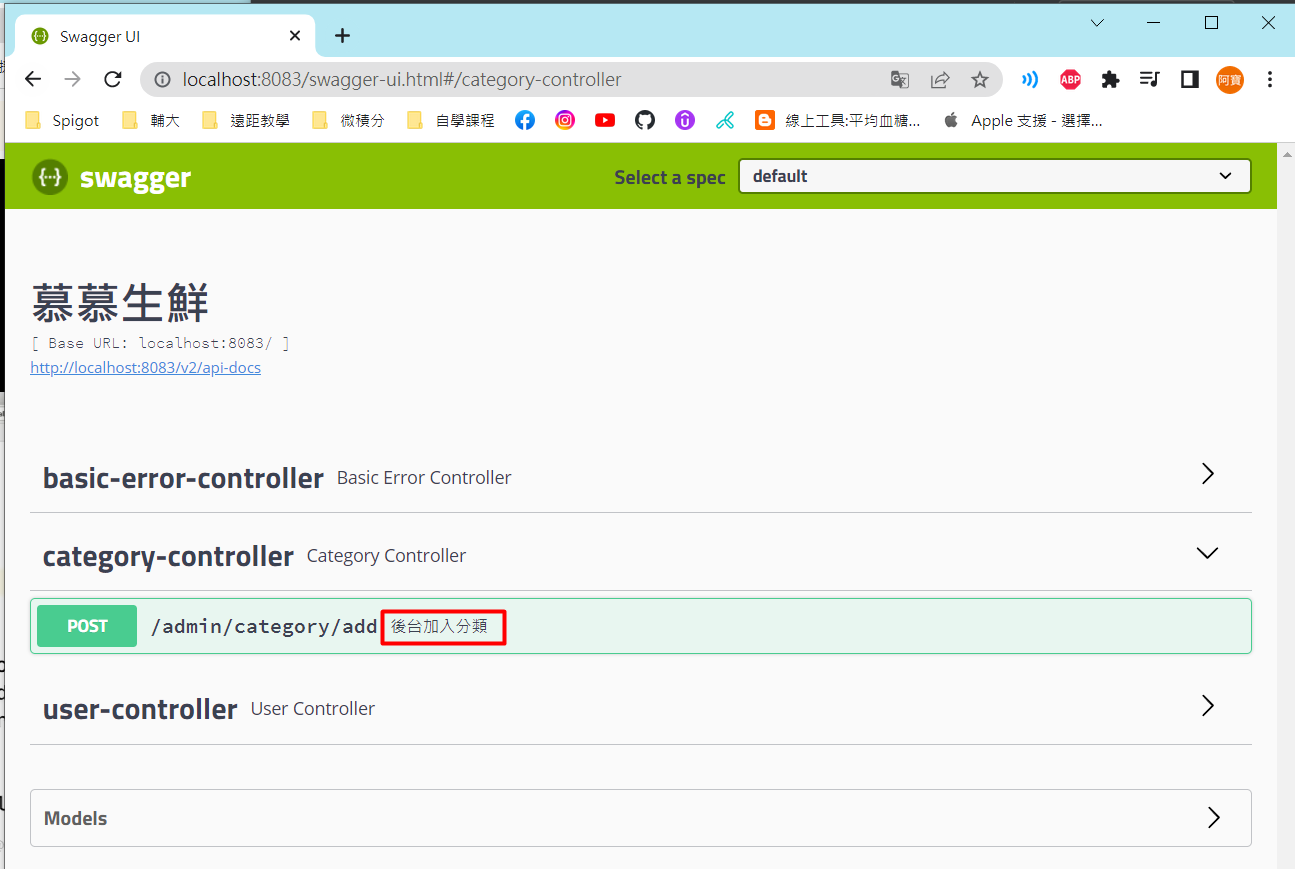 Swagger UI
localhost:8083/swagger-ui.html#/category-controller
ABP
阿寶
Spigot
輔大
遠距教學
微積分
自學課程
線上工具:平均血糖...
Apple 支援 - 選擇...
swagger
Select a spec
default
慕慕生鮮
[ Base URL: localhost:8083/ ]
http://localhost:8083/v2/api-docs
basic-error-controller Basic Error Controller
category-controller Category Controller
POST /admin/category/add 後台加入分類
user-controller User Controller
Models